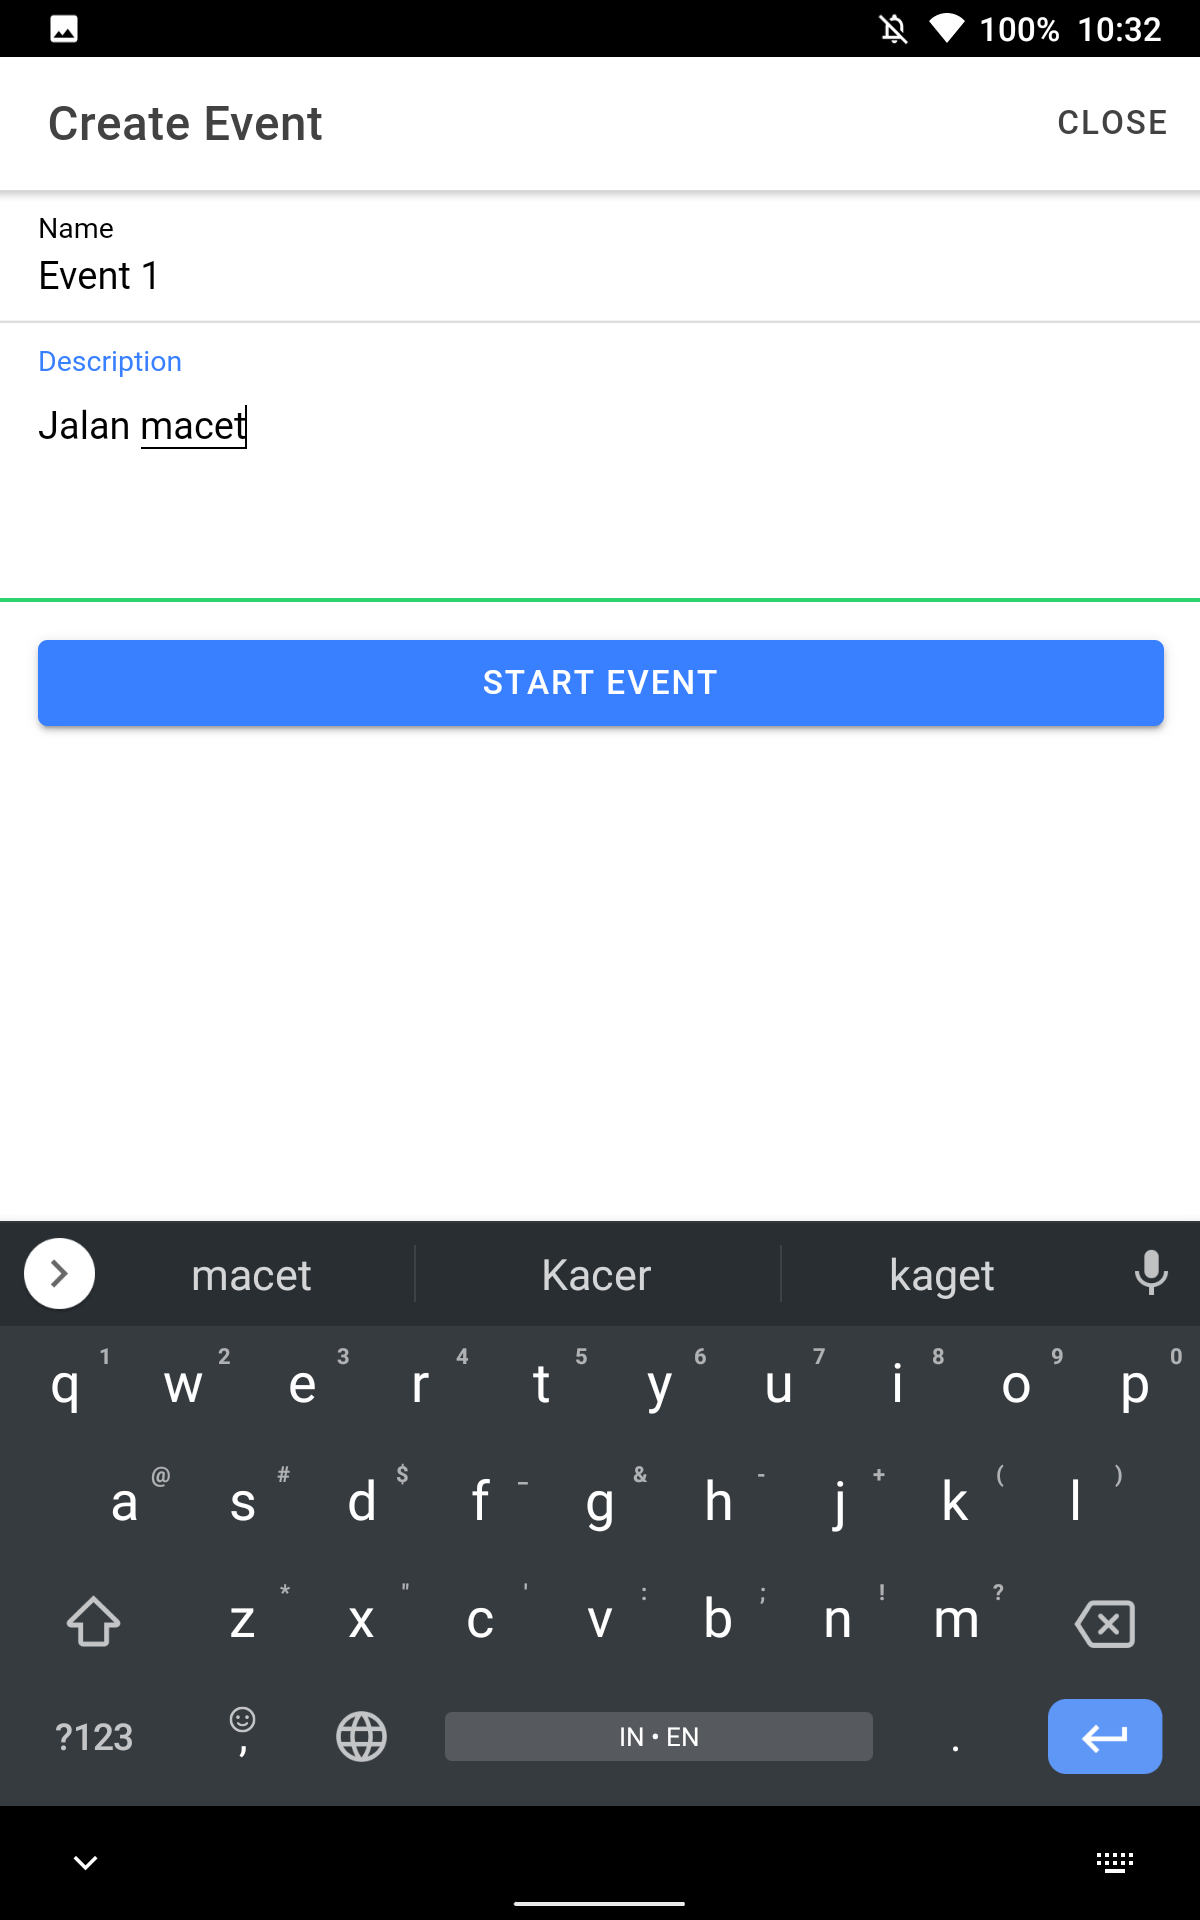 100% 10:32
Create Event CLOSE
Name
Event 1
Description
Jalan macet
START EVENT
macet Kacer kaget
q 1 w 2 e 3 r 4 t 5 y 6 u 7 i 8 o 9 p 0
a @ s # d $ f _ g & h - j + k ( l )
z * x " c ' v : b ; n ! m ?
?123 , IN • EN .